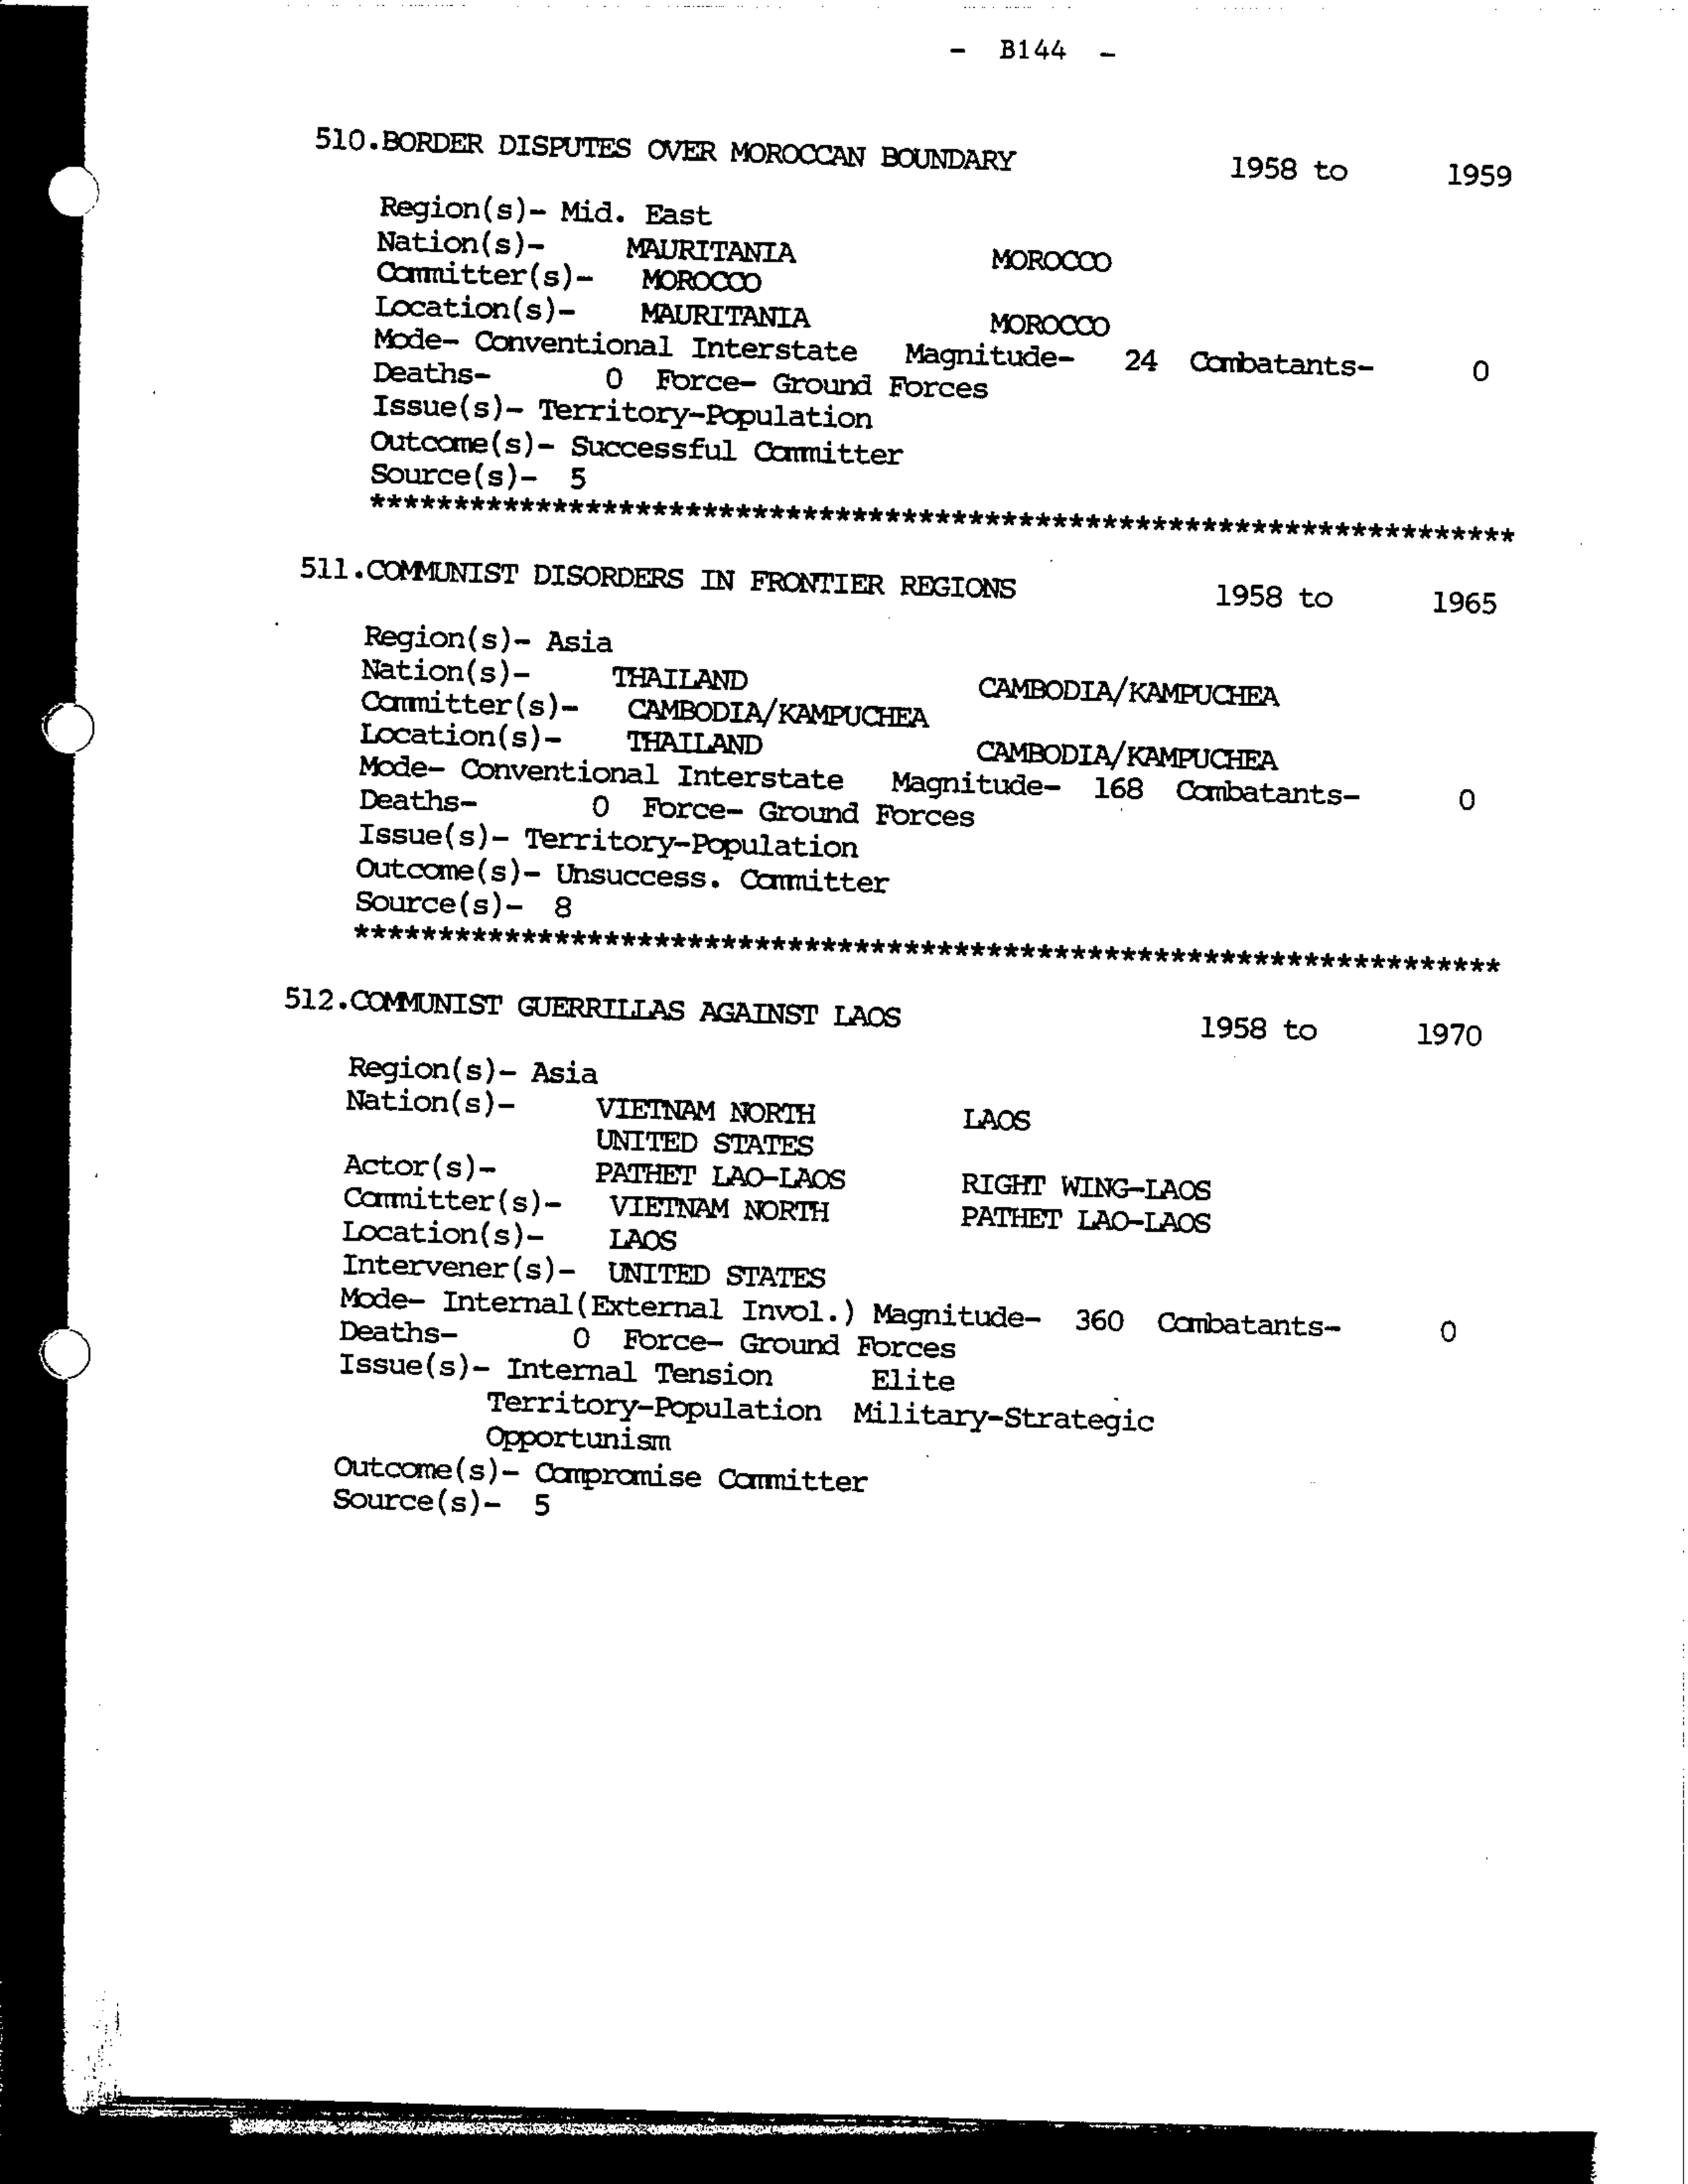 - B144 -
510.BORDER DISPUTES OVER MOROCCAN BOUNDARY 1958 to 1959
Region(s)- Mid. East
Nation(s)- MAURITANIA MOROCCO
Committer(s)- MOROCCO
Location(s)- MAURITANIA MOROCCO
Mode- Conventional Interstate Magnitude- 24 Combatants- 0
Deaths- 0 Force- Ground Forces
Issue(s)- Territory-Population
Outcome(s)- Successful Committer
Source(s)- 5
**********************************************************************
511.COMMUNIST DISORDERS IN FRONTIER REGIONS 1958 to 1965
Region(s)- Asia
Nation(s)- THAILAND CAMBODIA/KAMPUCHEA
Committer(s)- CAMBODIA/KAMPUCHEA
Location(s)- THAILAND CAMBODIA/KAMPUCHEA
Mode- Conventional Interstate Magnitude- 168 Combatants- 0
Deaths- 0 Force- Ground Forces
Issue(s)- Territory-Population
Outcome(s)- Unsuccess. Committer
Source(s)- 8
**********************************************************************
512.COMMUNIST GUERRILLAS AGAINST LAOS 1958 to 1970
Region(s)- Asia
Nation(s)- VIETNAM NORTH LAOS
UNITED STATES
Actor(s)- PATHET LAO-LAOS RIGHT WING-LAOS
Committer(s)- VIETNAM NORTH PATHET LAO-LAOS
Location(s)- LAOS
Intervener(s)- UNITED STATES
Mode- Internal(External Invol.) Magnitude- 360 Combatants- 0
Deaths- 0 Force- Ground Forces
Issue(s)- Internal Tension Elite
Territory-Population Military-Strategic
Opportunism
Outcome(s)- Compromise Committer
Source(s)- 5